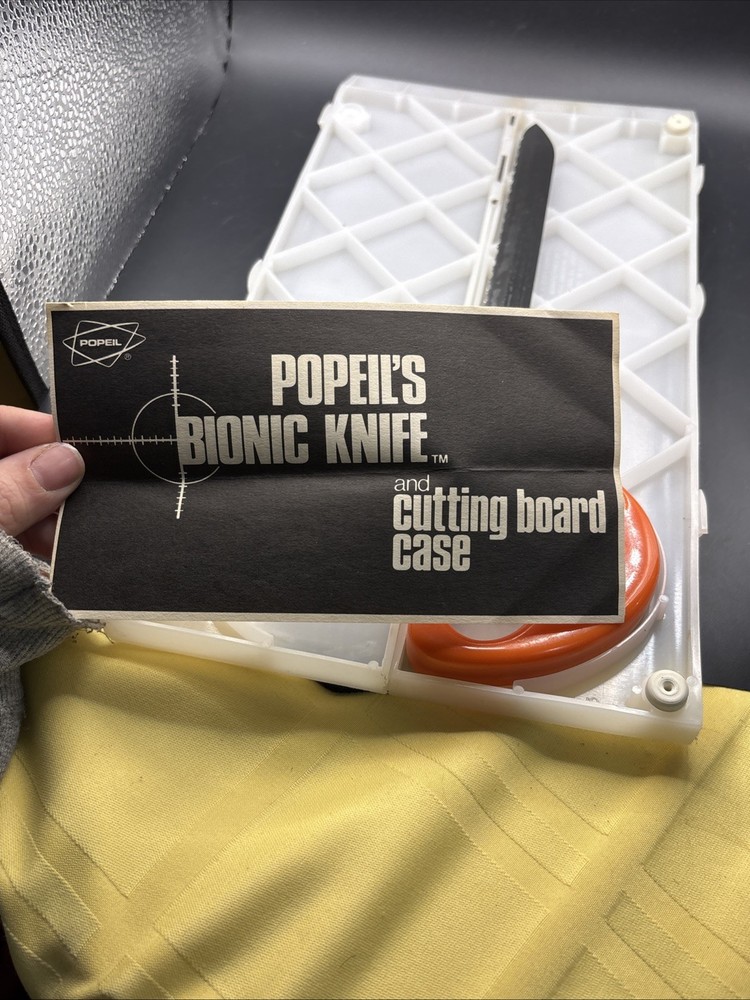 POPEIL®
POPEIL'S
BIONIC KNIFE™
and
cutting board
case